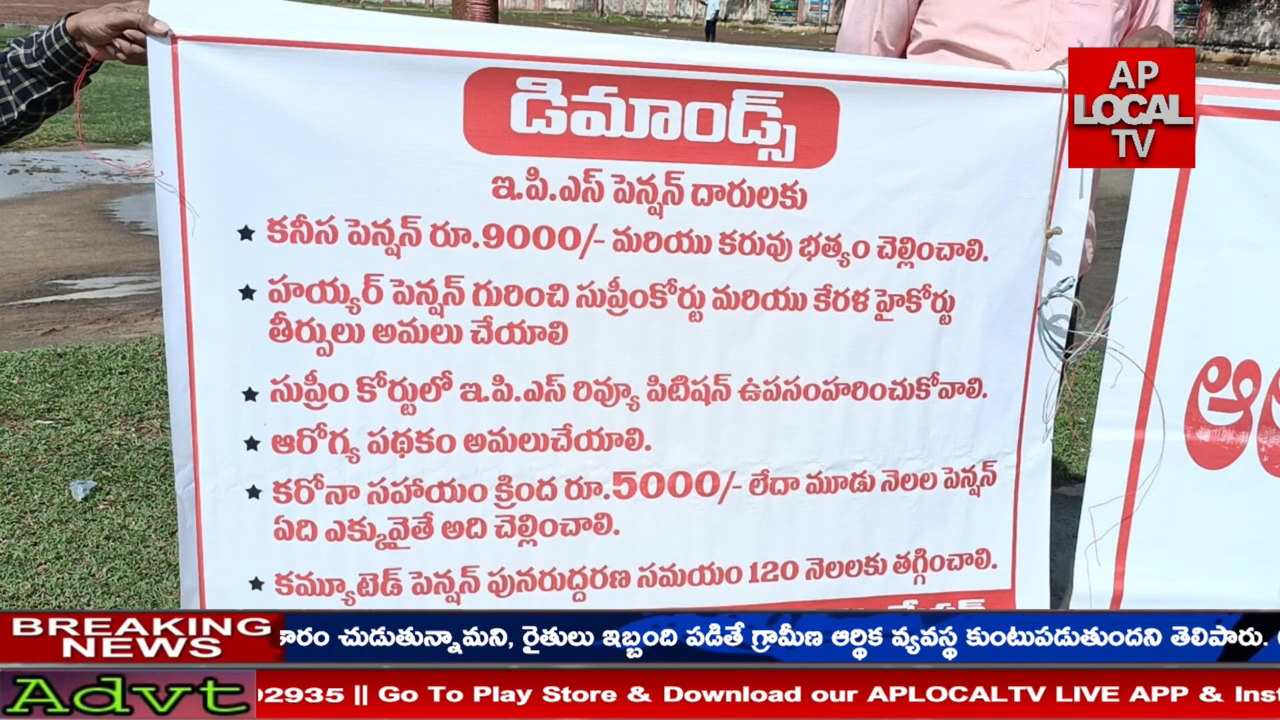 AP
LOCAL
TV
డిమాండ్స్
ఇ.పి.ఎస్ పెన్షన్ దారులకు
★ కనీస పెన్షన్ రూ.9000/- మరియు కరువు భత్యం చెల్లించాలి.
★ హయ్యర్ పెన్షన్ గురించి సుప్రీంకోర్టు మరియు కేరళ హైకోర్టు
తీర్పులు అమలు చేయాలి
★ సుప్రీం కోర్టులో ఇ.పి.ఎస్ రివ్యూ పిటిషన్ ఉపసంహరించుకోవాలి.
★ ఆరోగ్య పథకం అమలుచేయాలి.
★ కరోనా సహాయం క్రింద రూ.5000/- లేదా మూడు నెలల పెన్షన్
ఏది ఎక్కువైతే అది చెల్లించాలి.
★ కమ్యూటెడ్ పెన్షన్ పునరుద్దరణ సమయం 120 నెలలకు తగ్గించాలి.
BREAKING
NEWS
చుడుతున్నామని, రైతులు ఇబ్బంది పడితే గ్రామీణ ఆర్థిక వ్యవస్థ కుంటుపడుతుందని తెలిపారు.
Advt
02935 || Go To Play Store & Download our APLOCALTV LIVE APP & Inst